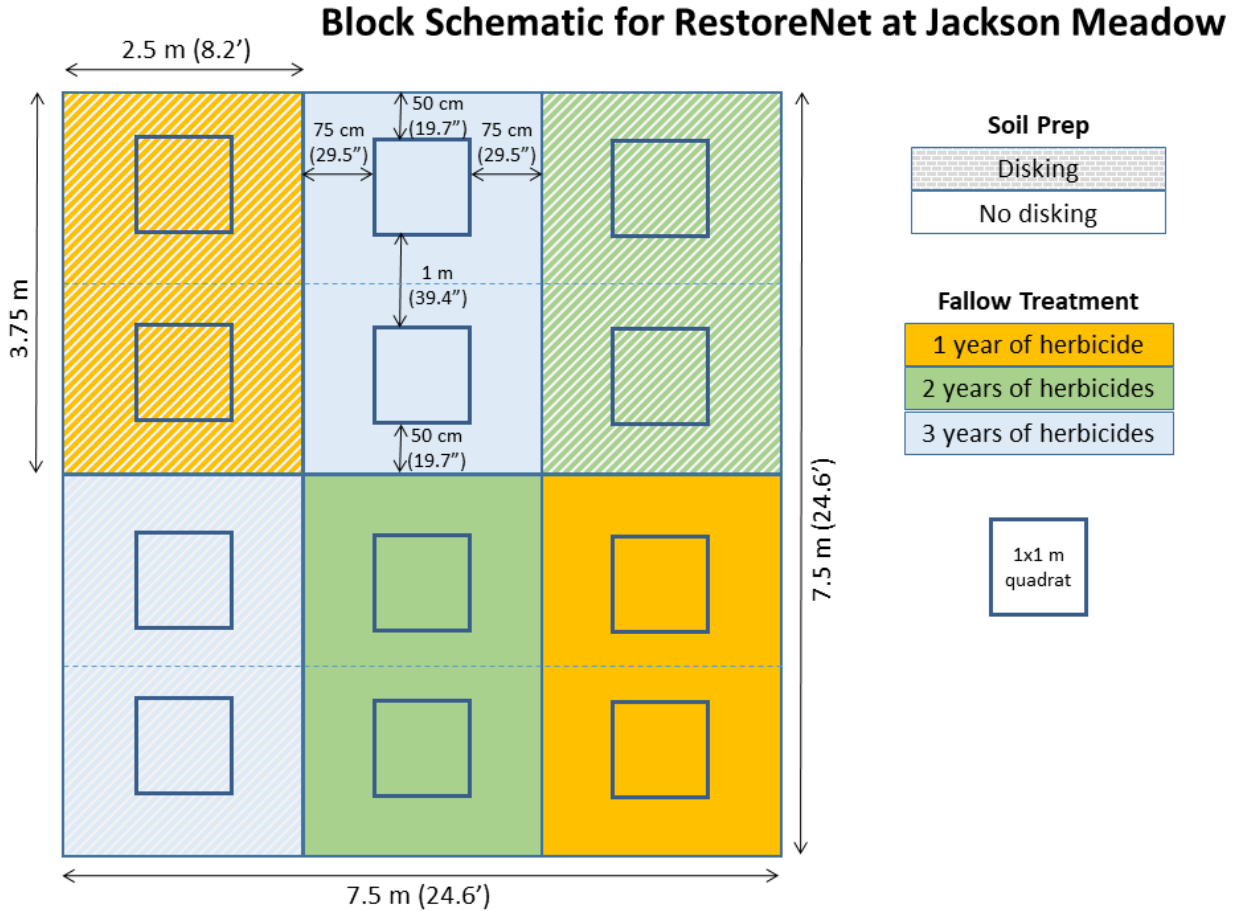 Block Schematic for RestoreNet at Jackson Meadow
2.5 m (8.2’)
50 cm
(19.7”)
75 cm
(29.5”)
75 cm
(29.5”)
1 m
(39.4”)
50 cm
(19.7”)
3.75 m
7.5 m (24.6’)
7.5 m (24.6’)
Soil Prep
Disking
No disking
Fallow Treatment
1 year of herbicide
2 years of herbicides
3 years of herbicides
1x1 m
quadrat